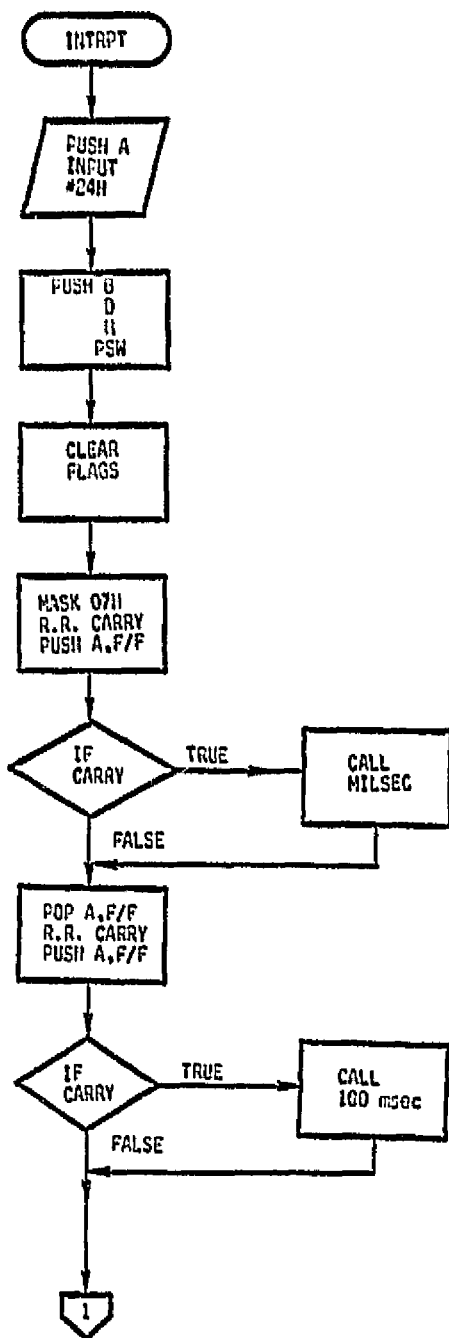 INTRPT
PUSH A
INPUT
#24H
PUSH B
D
H
PSW
CLEAR
FLAGS
MASK 07H
R.R. CARRY
PUSH A,F/F
IF
CARRY
TRUE
CALL
MILSEC
FALSE
POP A,F/F
R.R. CARRY
PUSH A,F/F
IF
CARRY
TRUE
CALL
100 msec
FALSE
1